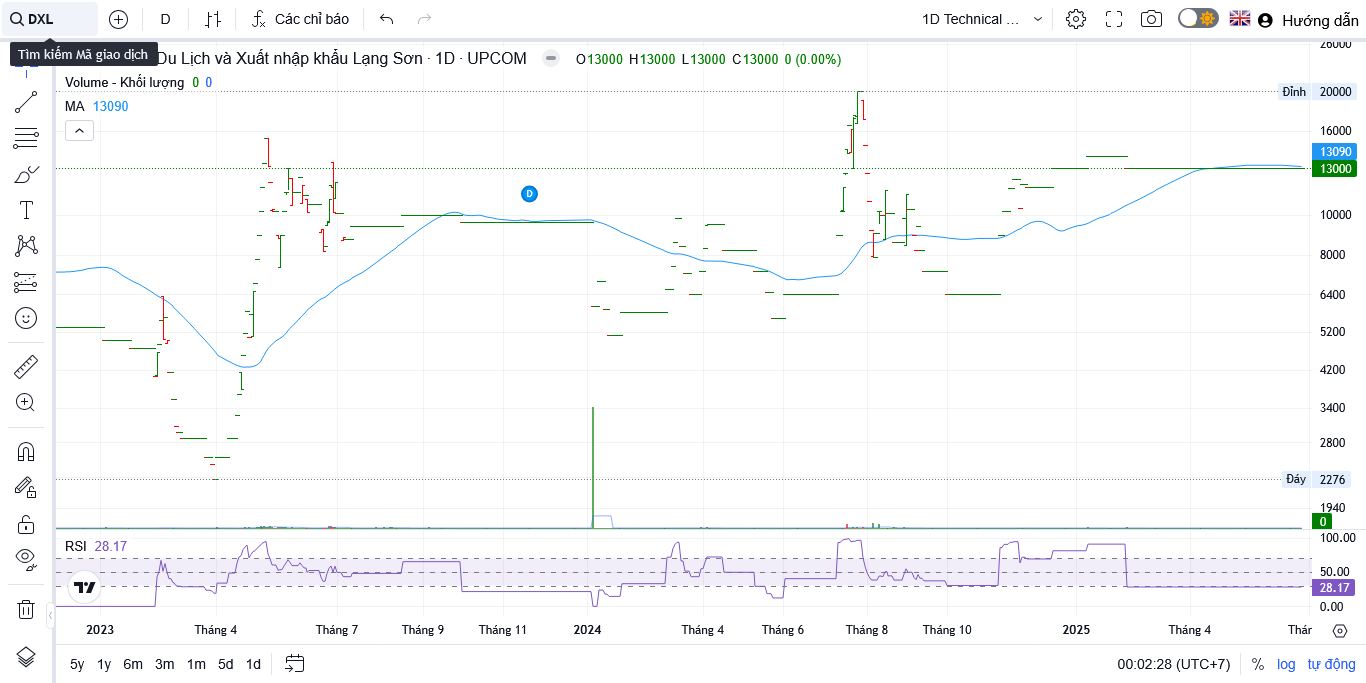 DXL
D
Các chỉ báo
1D Technical ...
Hướng dẫn
Tìm kiếm Mã giao dịch
Du Lịch và Xuất nhập khẩu Lạng Sơn · 1D · UPCOM
O13000 H13000 L13000 C13000 0 (0.00%)
Volume - Khối lượng 0 0
MA 13090
D
26000
Đỉnh 20000
16000
13090
13000
10000
8000
6400
5200
4200
3400
2800
Đáy 2276
1940
0
RSI 28.17
100.00
50.00
28.17
0.00
2023 Tháng 4 Tháng 7 Tháng 9 Tháng 11 2024 Tháng 4 Tháng 6 Tháng 8 Tháng 10 2025 Tháng 4 Thár
5y 1y 6m 3m 1m 5d 1d
00:02:28 (UTC+7) % log tự động